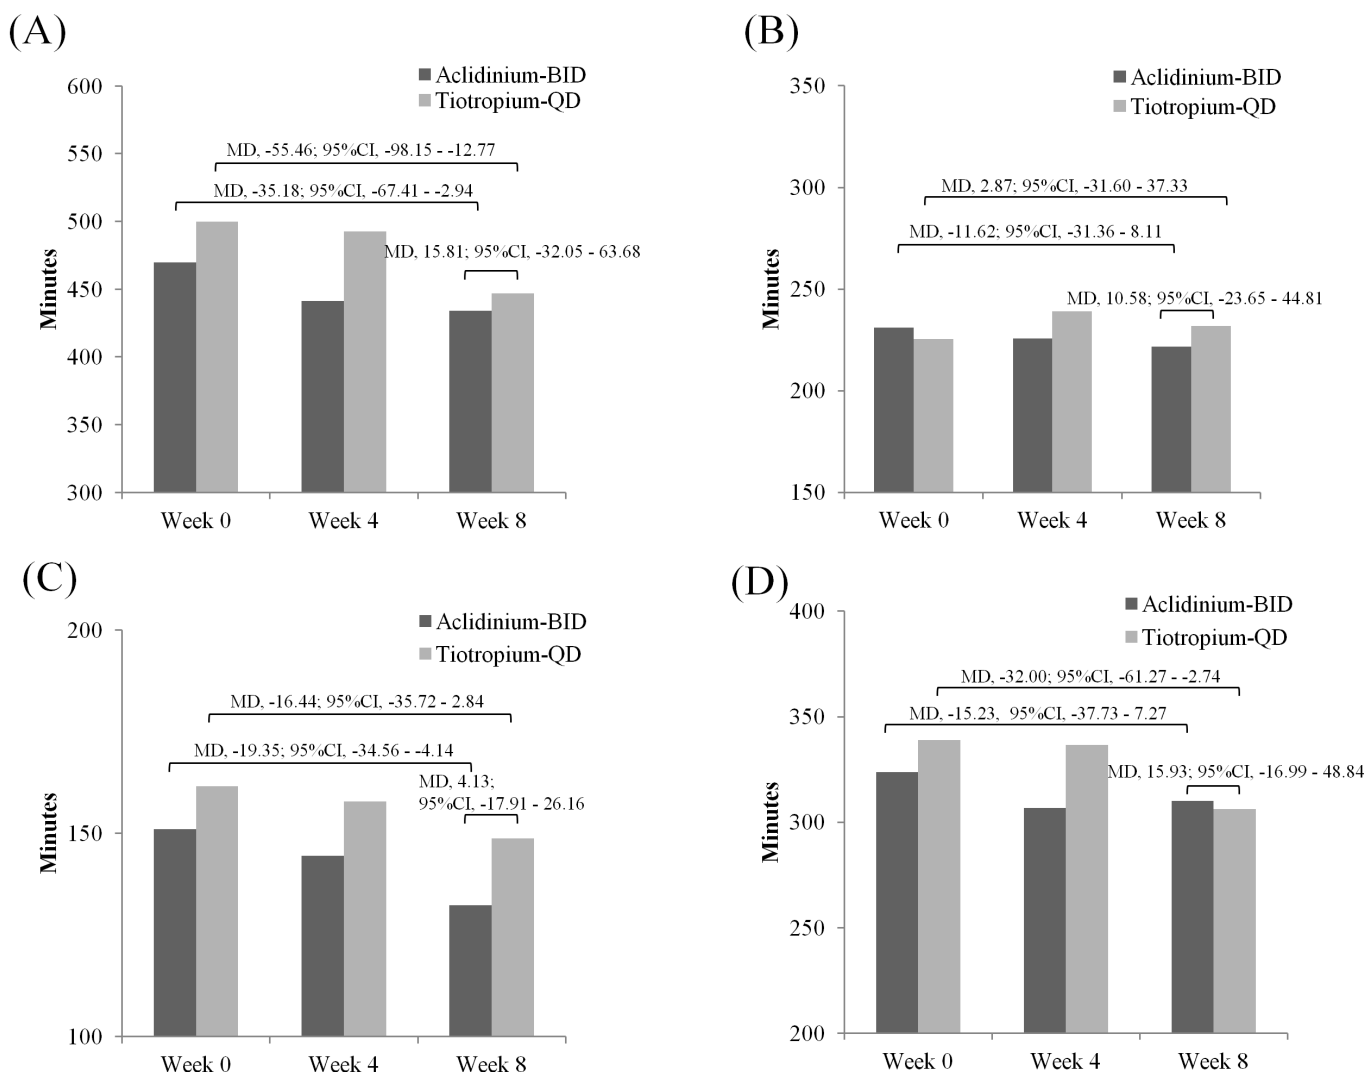 (A)
Aclidinium-BID
Tiotropium-QD
600
550
500
450
400
350
300
Minutes
MD, -55.46; 95%CI, -98.15 - -12.77
MD, -35.18; 95%CI, -67.41 - -2.94
MD, 15.81; 95%CI, -32.05 - 63.68
Week 0 Week 4 Week 8
(B)
Aclidinium-BID
Tiotropium-QD
350
300
250
200
150
Minutes
MD, 2.87; 95%CI, -31.60 - 37.33
MD, -11.62; 95%CI, -31.36 - 8.11
MD, 10.58; 95%CI, -23.65 - 44.81
Week 0 Week 4 Week 8
(C)
Aclidinium-BID
Tiotropium-QD
200
150
100
Minutes
MD, -16.44; 95%CI, -35.72 - 2.84
MD, -19.35; 95%CI, -34.56 - -4.14
MD, 4.13;
95%CI, -17.91 - 26.16
Week 0 Week 4 Week 8
(D)
Aclidinium-BID
Tiotropium-QD
400
350
300
250
200
Minutes
MD, -32.00; 95%CI, -61.27 - -2.74
MD, -15.23, 95%CI, -37.73 - 7.27
MD, 15.93; 95%CI, -16.99 - 48.84
Week 0 Week 4 Week 8